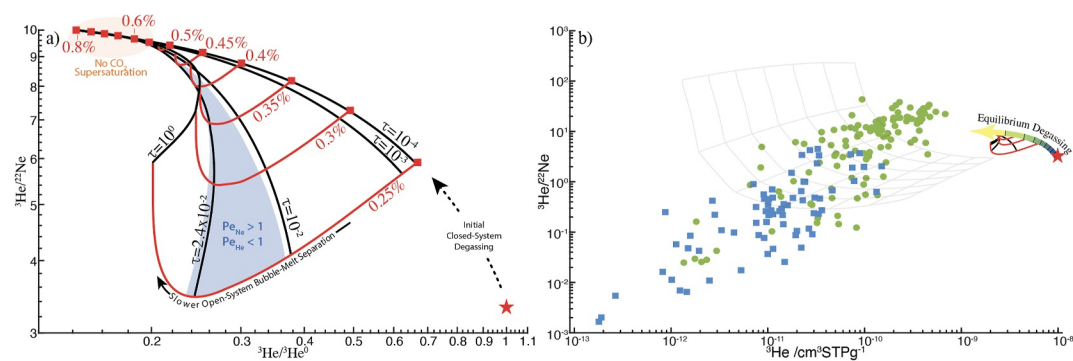 a)
10
9
8
7
6
5
4
3
³He/²²Ne
0.8%
0.6%
0.5%
0.45%
0.4%
0.35%
0.3%
0.25%
No CO₂
Supersaturation
τ=10⁰
τ=2.4x10⁻²
τ=10⁻²
τ=10⁻³
τ=10⁻⁴
Pe_Ne > 1
Pe_He < 1
Slower Open-System Bubble-Melt Separation
Initial
Closed-System
Degassing
0.2 0.3 0.4 0.5 0.6 0.7 0.8 0.9 1 1.1
³He/³He⁰
b)
10³
10²
10¹
10⁰
10⁻¹
10⁻²
10⁻³
³He/²²Ne
Equilibrium Degassing
10⁻¹³ 10⁻¹² 10⁻¹¹ 10⁻¹⁰ 10⁻⁹ 10⁻⁸
³He /cm³STPg⁻¹